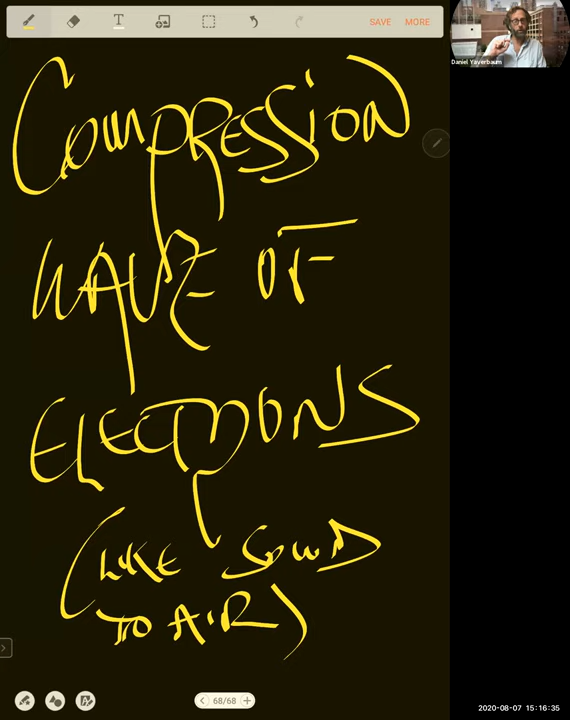 SAVE MORE
Daniel Yaverbaum
COMPRESSION
WAVE OF
ELECTRONS
(LIKE SOUND
TO AIR)
68/68
2020-08-07 15:16:35